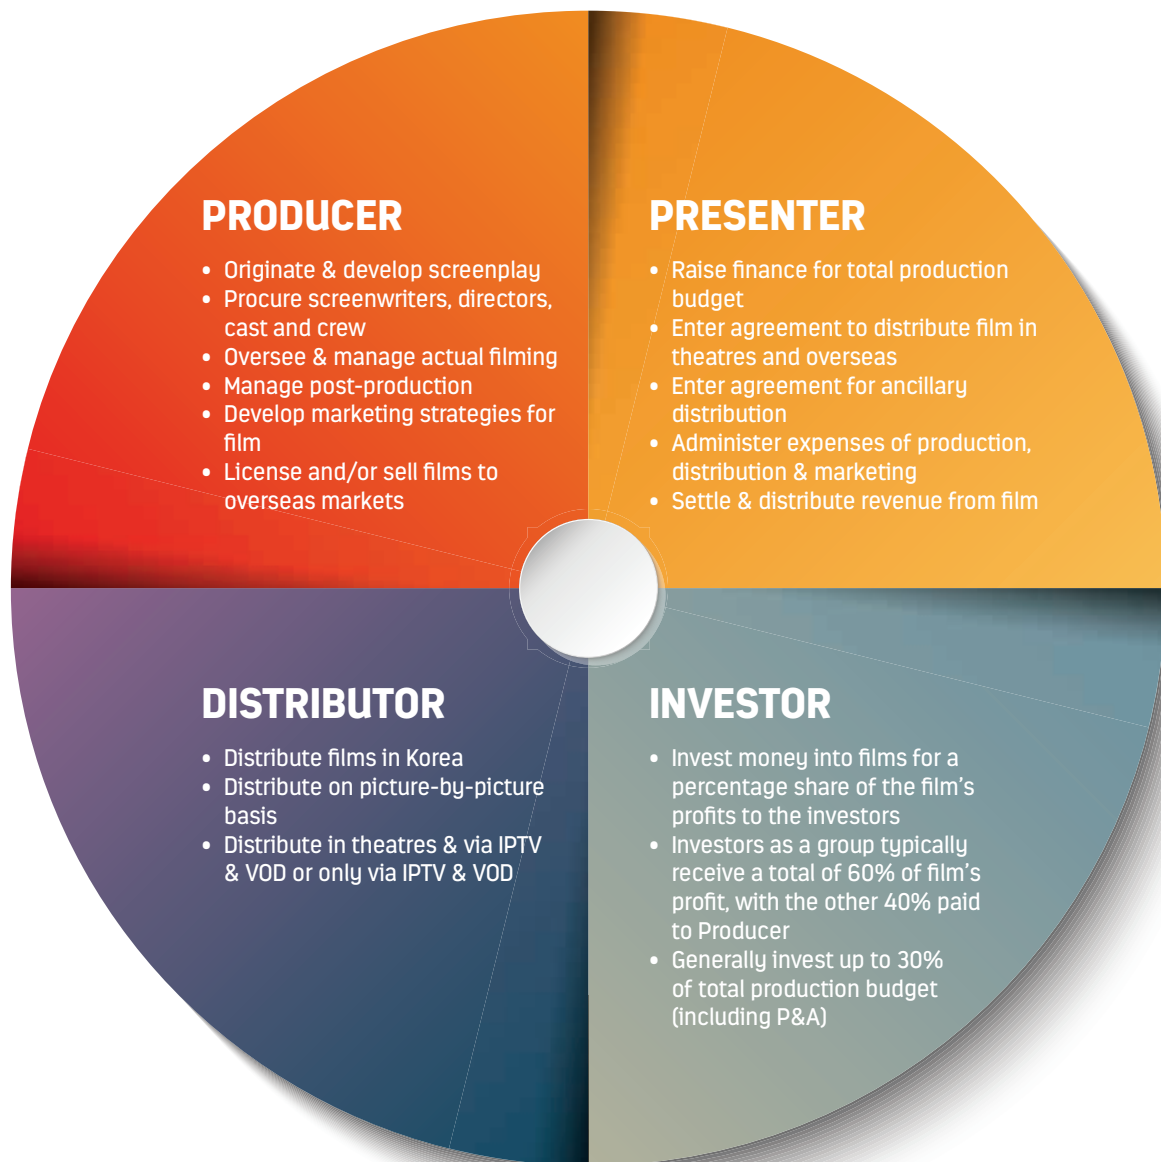 PRODUCER
• Originate & develop screenplay
• Procure screenwriters, directors,
cast and crew
• Oversee & manage actual filming
• Manage post-production
• Develop marketing strategies for
film
• License and/or sell films to
overseas markets
PRESENTER
• Raise finance for total production
budget
• Enter agreement to distribute film in
theatres and overseas
• Enter agreement for ancillary
distribution
• Administer expenses of production,
distribution & marketing
• Settle & distribute revenue from film
DISTRIBUTOR
• Distribute films in Korea
• Distribute on picture-by-picture
basis
• Distribute in theatres & via IPTV
& VOD or only via IPTV & VOD
INVESTOR
• Invest money into films for a
percentage share of the film's
profits to the investors
• Investors as a group typically
receive a total of 60% of film's
profit, with the other 40% paid
to Producer
• Generally invest up to 30%
of total production budget
(including P&A)